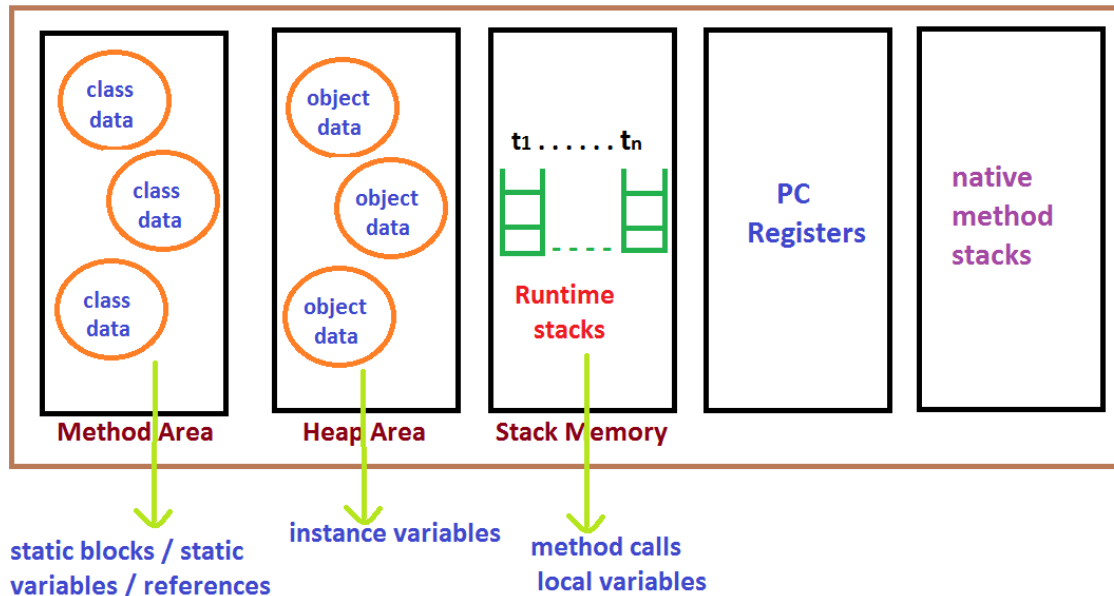 class
data
class
data
class
data
Method Area
object
data
object
data
object
data
Heap Area
t1 . . . . . . tn
Runtime
stacks
Stack Memory
PC
Registers
native
method
stacks
static blocks / static
variables / references
instance variables
method calls
local variables